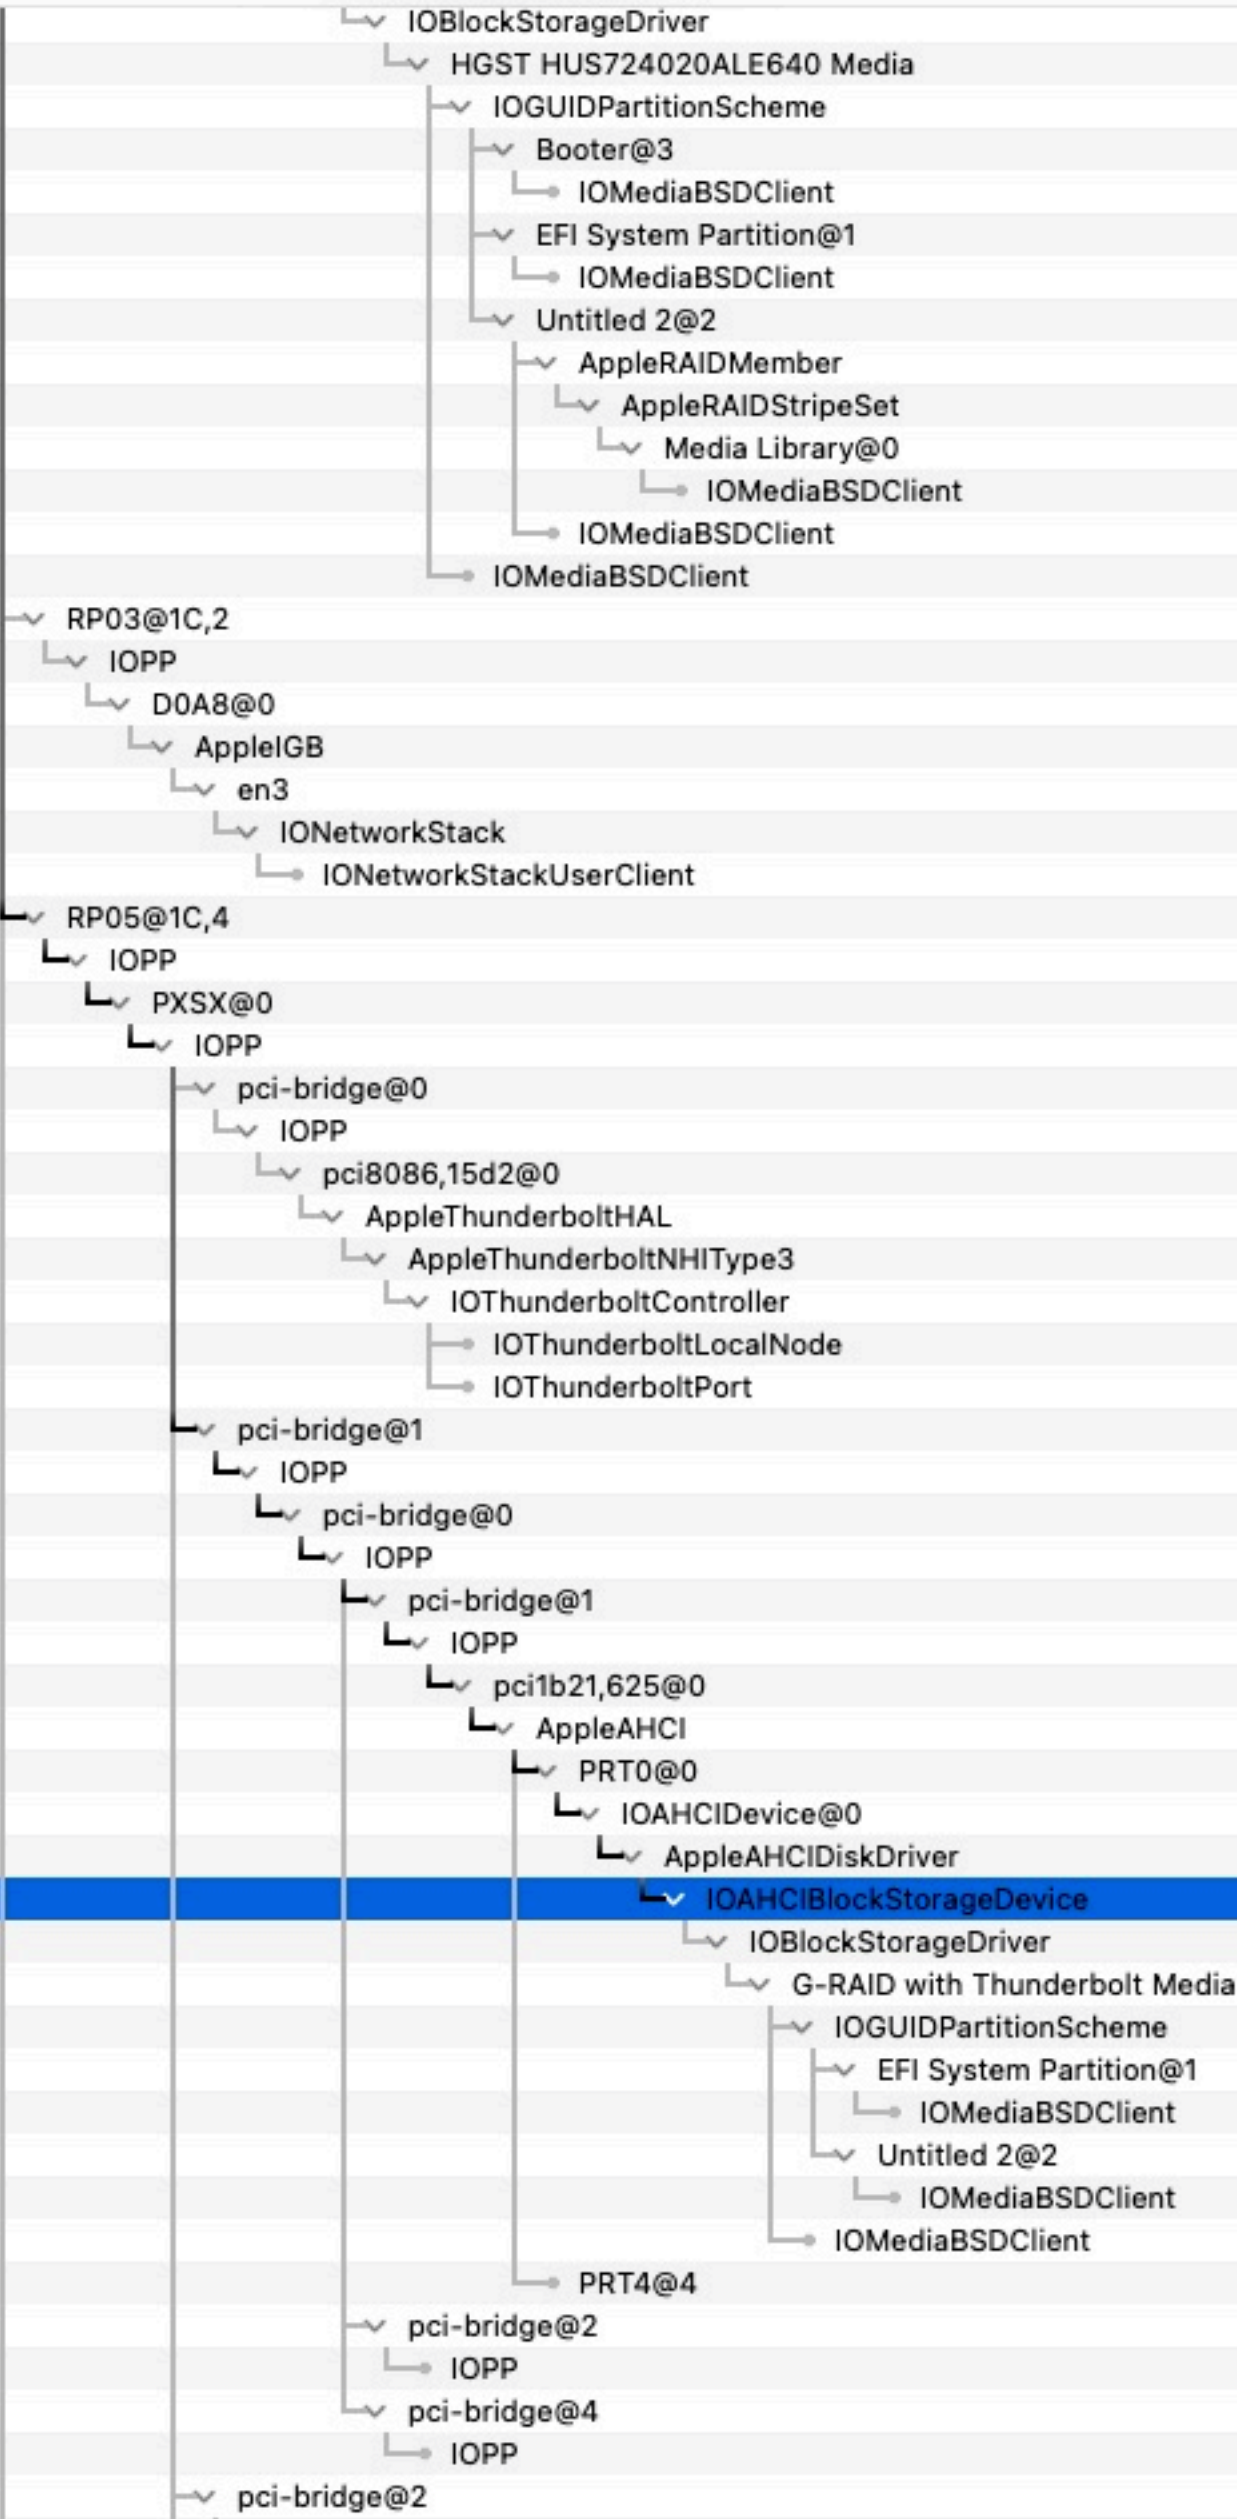 IOBlockStorageDriver
HGST HUS724020ALE640 Media
IOGUIDPartitionScheme
Booter@3
IOMediaBSDClient
EFI System Partition@1
IOMediaBSDClient
Untitled 2@2
AppleRAIDMember
AppleRAIDStripeSet
Media Library@0
IOMediaBSDClient
IOMediaBSDClient
IOMediaBSDClient
RP03@1C,2
IOPP
D0A8@0
AppleIGB
en3
IONetworkStack
IONetworkStackUserClient
RP05@1C,4
IOPP
PXSX@0
IOPP
pci-bridge@0
IOPP
pci8086,15d2@0
AppleThunderboltHAL
AppleThunderboltNHIType3
IOThunderboltController
IOThunderboltLocalNode
IOThunderboltPort
pci-bridge@1
IOPP
pci-bridge@0
IOPP
pci-bridge@1
IOPP
pci1b21,625@0
AppleAHCI
PRT0@0
IOAHCIDevice@0
AppleAHCIDiskDriver
IOAHCIBlockStorageDevice
IOBlockStorageDriver
G-RAID with Thunderbolt Media
IOGUIDPartitionScheme
EFI System Partition@1
IOMediaBSDClient
Untitled 2@2
IOMediaBSDClient
IOMediaBSDClient
PRT4@4
pci-bridge@2
IOPP
pci-bridge@4
IOPP
pci-bridge@2